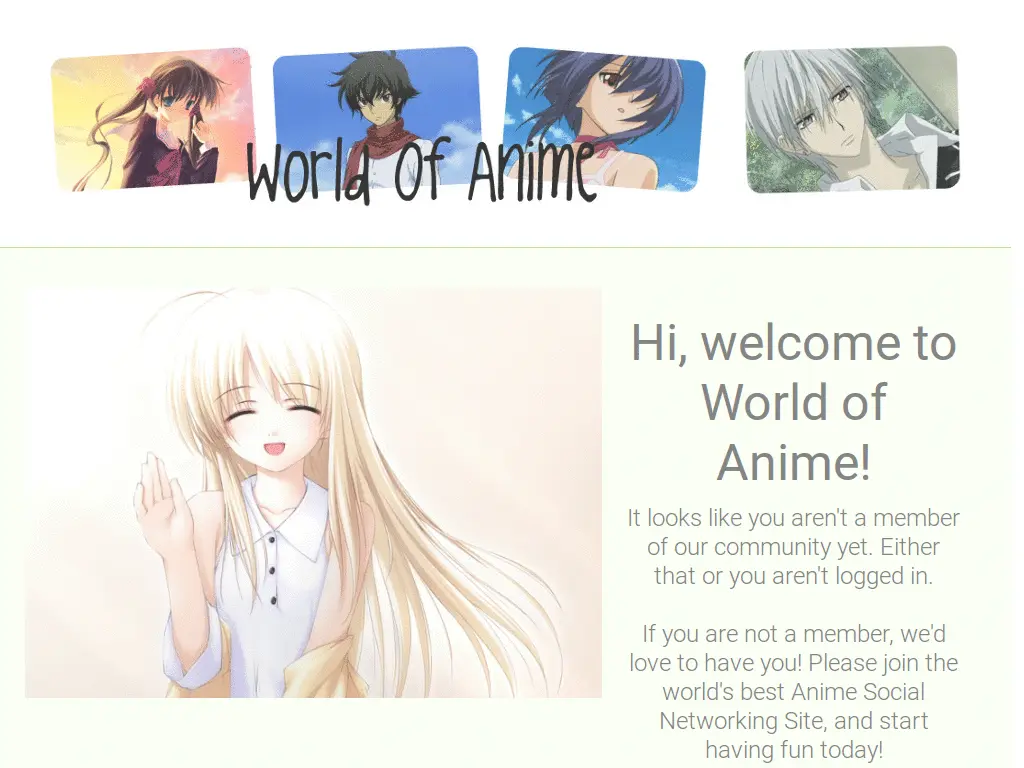 World Of Anime
Hi, welcome to
World of
Anime!
It looks like you aren't a member
of our community yet. Either
that or you aren't logged in.
If you are not a member, we'd
love to have you! Please join the
world's best Anime Social
Networking Site, and start
having fun today!